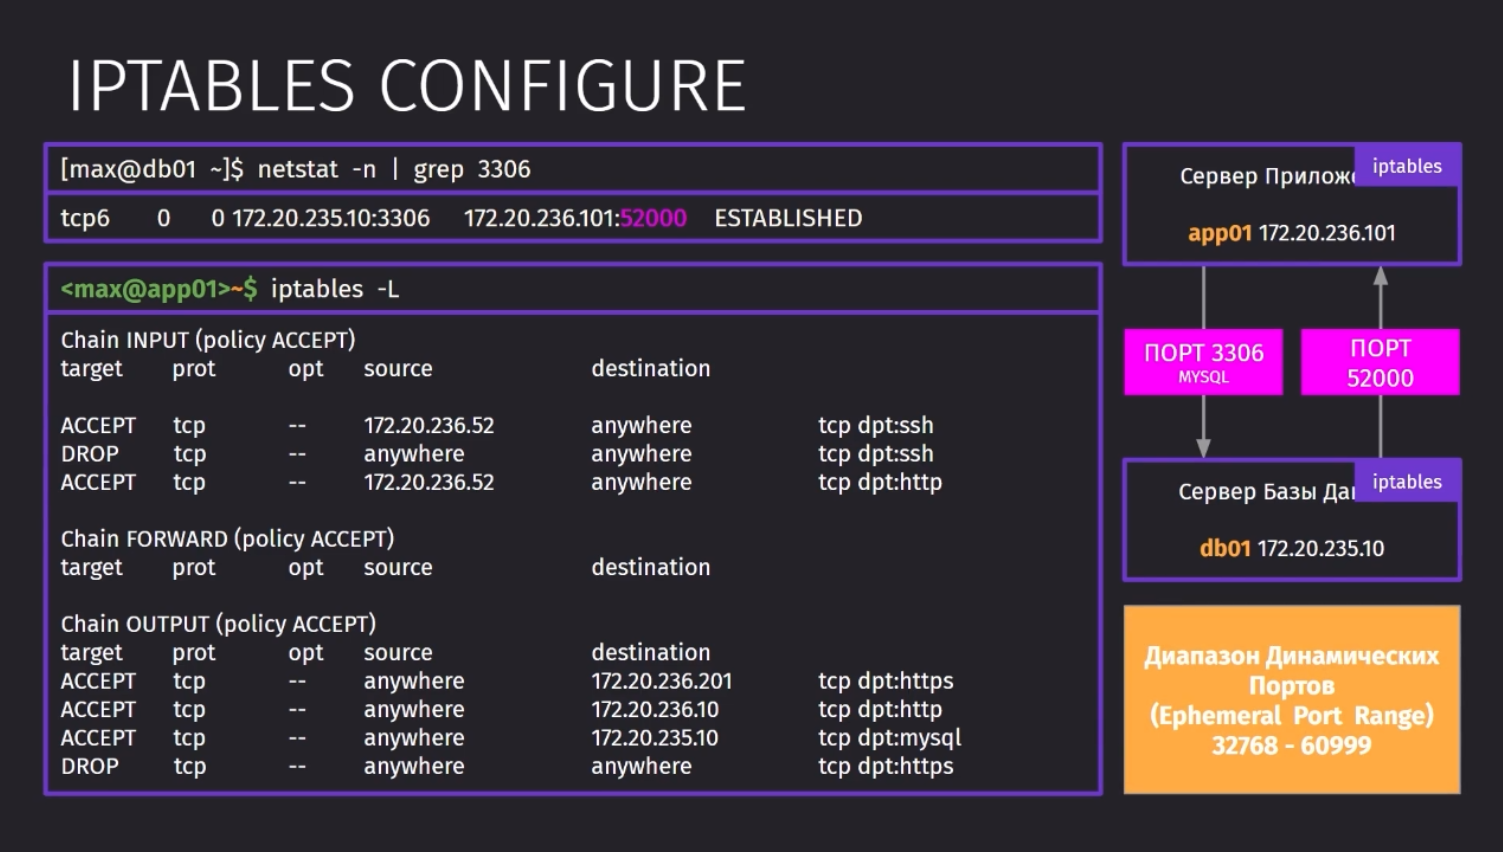 IPTABLES CONFIGURE
[max@db01 ~]$ netstat -n | grep 3306
tcp6 0 0 172.20.235.10:3306 172.20.236.101:52000 ESTABLISHED
<max@app01>~$ iptables -L
Chain INPUT (policy ACCEPT)
target prot opt source destination
ACCEPT tcp -- 172.20.236.52 anywhere tcp dpt:ssh
DROP tcp -- anywhere anywhere tcp dpt:ssh
ACCEPT tcp -- 172.20.236.52 anywhere tcp dpt:http
Chain FORWARD (policy ACCEPT)
target prot opt source destination
Chain OUTPUT (policy ACCEPT)
target prot opt source destination
ACCEPT tcp -- anywhere 172.20.236.201 tcp dpt:https
ACCEPT tcp -- anywhere 172.20.236.10 tcp dpt:http
ACCEPT tcp -- anywhere 172.20.235.10 tcp dpt:mysql
DROP tcp -- anywhere anywhere tcp dpt:https
iptables
Сервер
app01 172.20.236.101
ПОРТ 3306
MYSQL
ПОРТ
52000
iptables
Сервер Базы
db01 172.20.235.10
Диапазон Динамических
Портов
(Ephemeral Port Range)
32768 - 60999